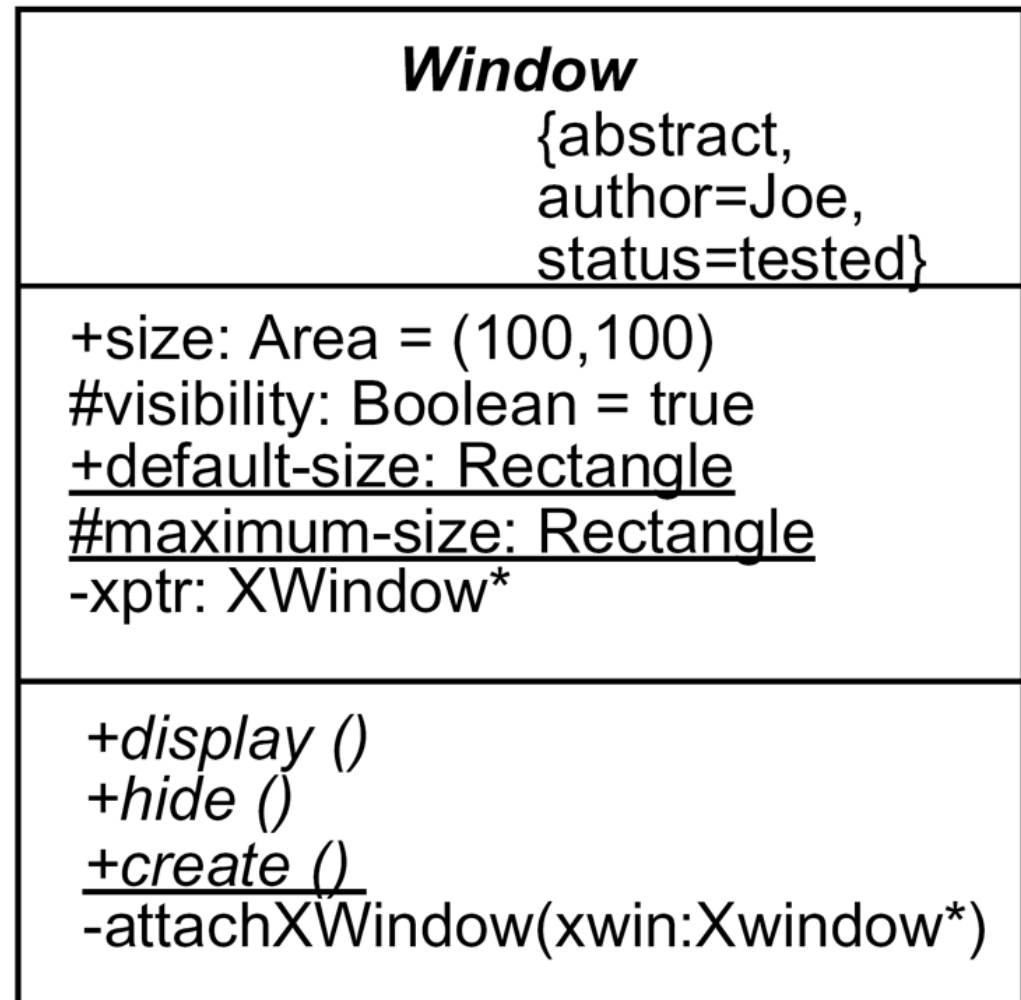 Window
{abstract,
author=Joe,
status=tested}
+size: Area = (100,100)
#visibility: Boolean = true
+default-size: Rectangle
#maximum-size: Rectangle
-xptr: XWindow*
+display ()
+hide ()
+create ()
-attachXWindow(xwin:Xwindow*)